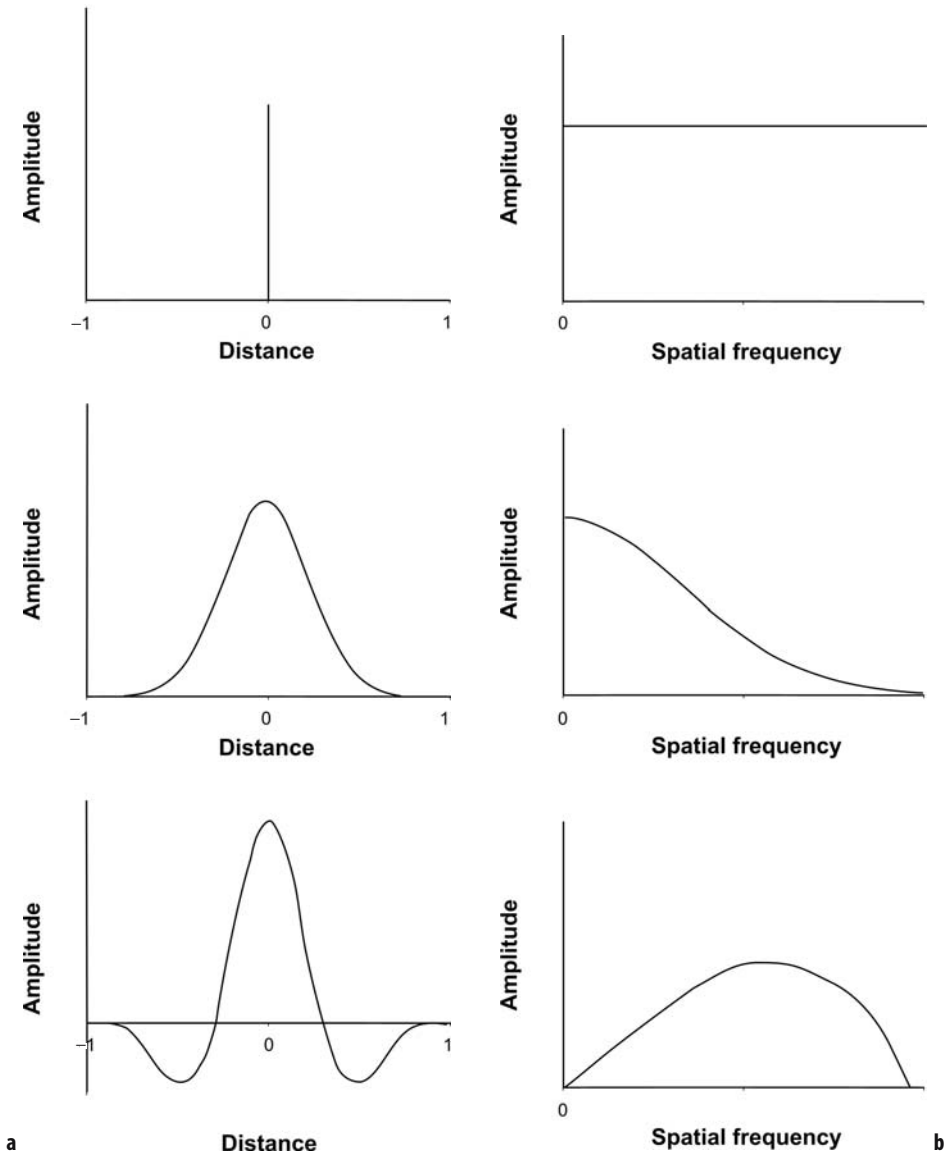 Amplitude
−1 0 1
Distance
Amplitude
0
Spatial frequency
Amplitude
−1 0 1
Distance
Amplitude
0
Spatial frequency
Amplitude
−1 0 1
Distance
a
Amplitude
0
Spatial frequency
b